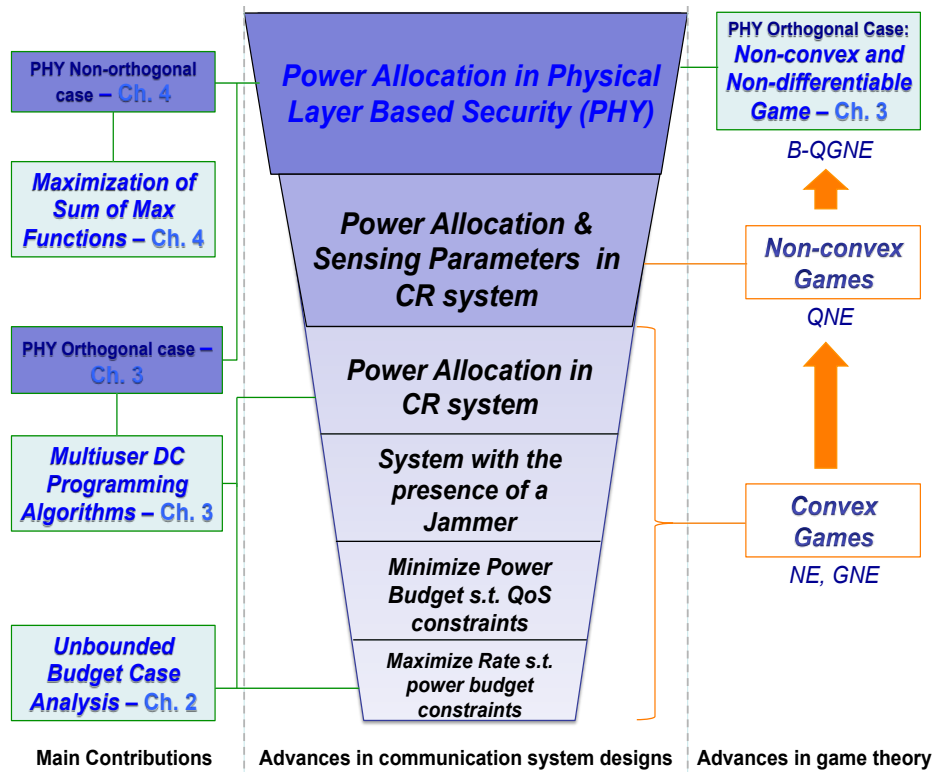 PHY Non-orthogonal
case – Ch. 4
Maximization of
Sum of Max
Functions – Ch. 4
PHY Orthogonal case –
Ch. 3
Multiuser DC
Programming
Algorithms – Ch. 3
Unbounded
Budget Case
Analysis – Ch. 2
Main Contributions
Power Allocation in Physical
Layer Based Security (PHY)
Power Allocation &
Sensing Parameters in
CR system
Power Allocation in
CR system
System with the
presence of a
Jammer
Minimize Power
Budget s.t. QoS
constraints
Maximize Rate s.t.
power budget
constraints
Advances in communication system designs
PHY Orthogonal Case:
Non-convex and
Non-differentiable
Game – Ch. 3
B-QGNE
Non-convex
Games
QNE
Convex
Games
NE, GNE
Advances in game theory